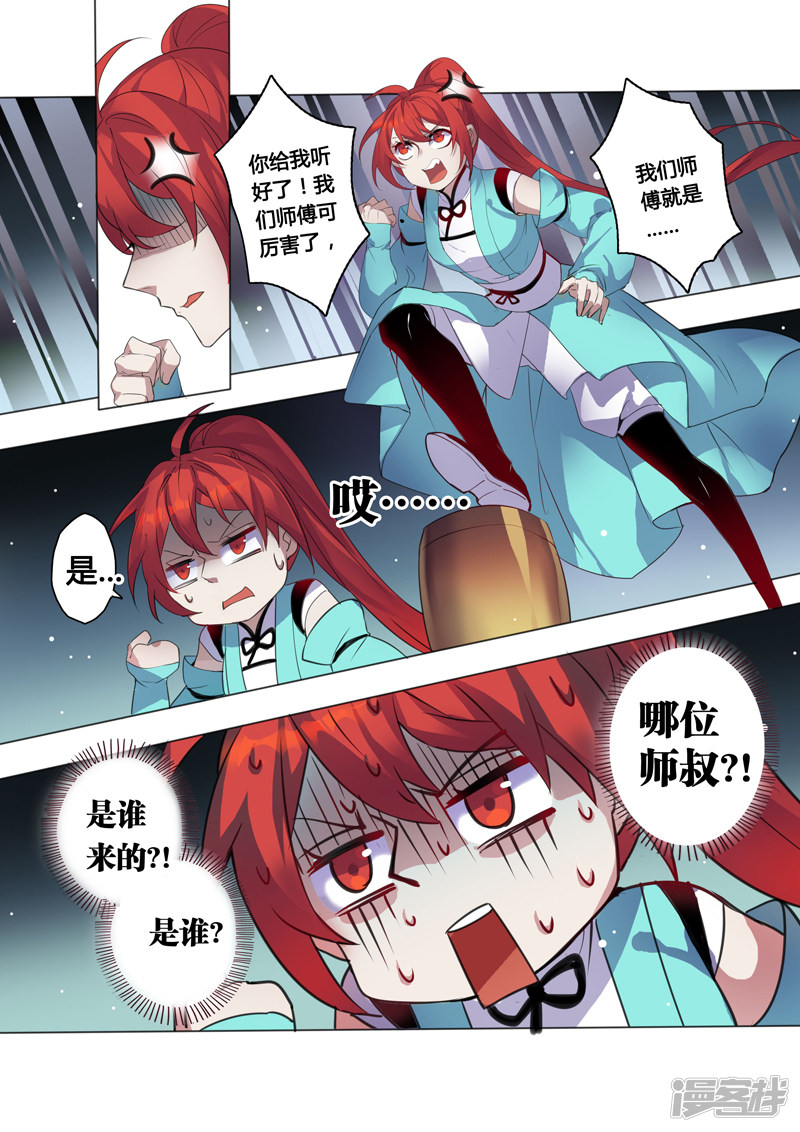 你给我听
好了！我
们师傅可
厉害了，
我们师
傅就是
……
哎……
是…
哪位
师叔?!
是谁
来的?!
是谁?
漫客栈